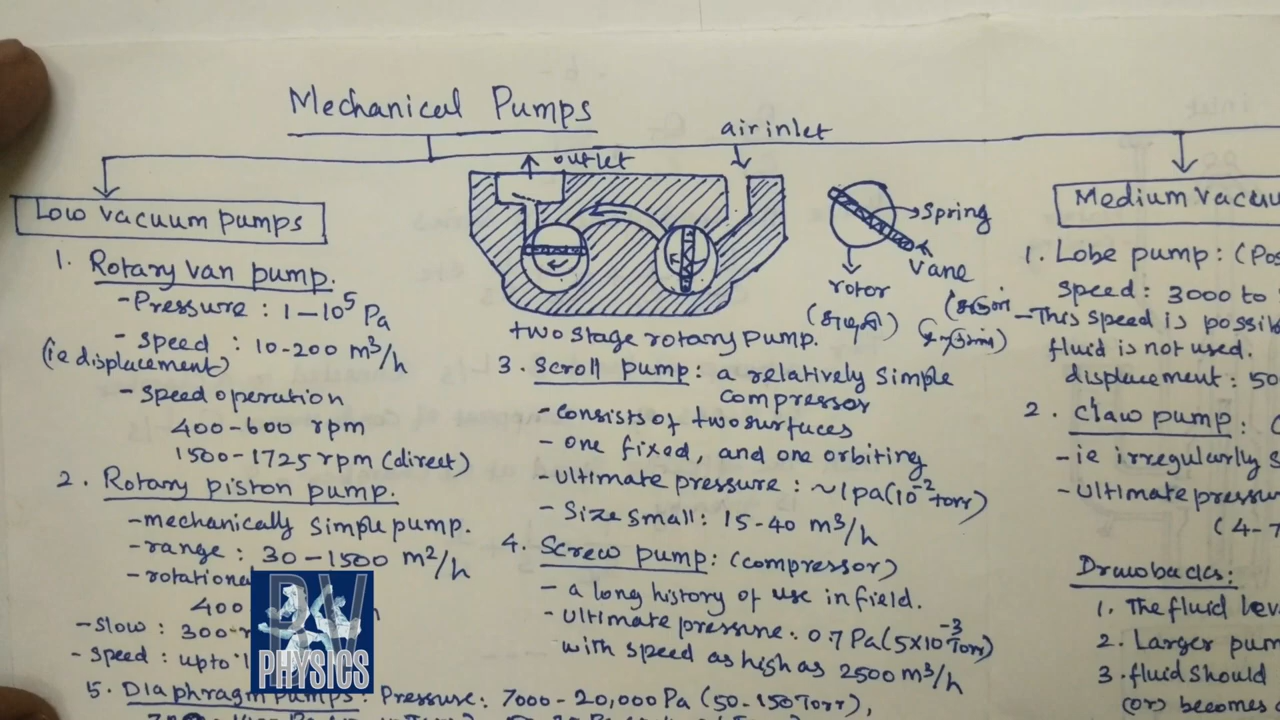 Mechanical Pumps
Low vacuum pumps
1. Rotary van pump.
- Pressure : 1 – 10⁵ Pa
- speed : 10-200 m³/h
(ie displacement)
- Speed operation
400-600 rpm
1500-1725 rpm (direct)
2. Rotary piston pump.
- mechanically simple pump.
- range : 30 – 1500 m²/h
- rotationa
400
- slow : 300
- Speed : upto
air inlet
outlet
Spring
Vane
rotor
two stage rotary pump.
3. Scroll pump : a relatively simple
compressor
- consists of two surfaces
- one fixed, and one orbiting
- Ultimate pressure : ~1pa(10⁻² torr)
- Size small : 15-40 m³/h
4. Screw pump : (compressor)
- a long history of use in field.
- Ultimate pressure : 0.7 Pa (5×10⁻³ Torr)
with speed as high as 2500 m³/h
5. Diaphragm pumps : Pressure : 7000 - 20,000 Pa (50-150 Torr),
Medium vacuu
1. Lobe pump : (Pos
Speed : 3000 to
- This speed is possib
fluid is not used.
displacement : 50
2. Claw pump : (
- ie irregularly s
- Ultimate pressur
(4-7
Drawbacks :
1. The fluid lev
2. Larger pum
3. fluid should
(or) becomes
PHYSICS